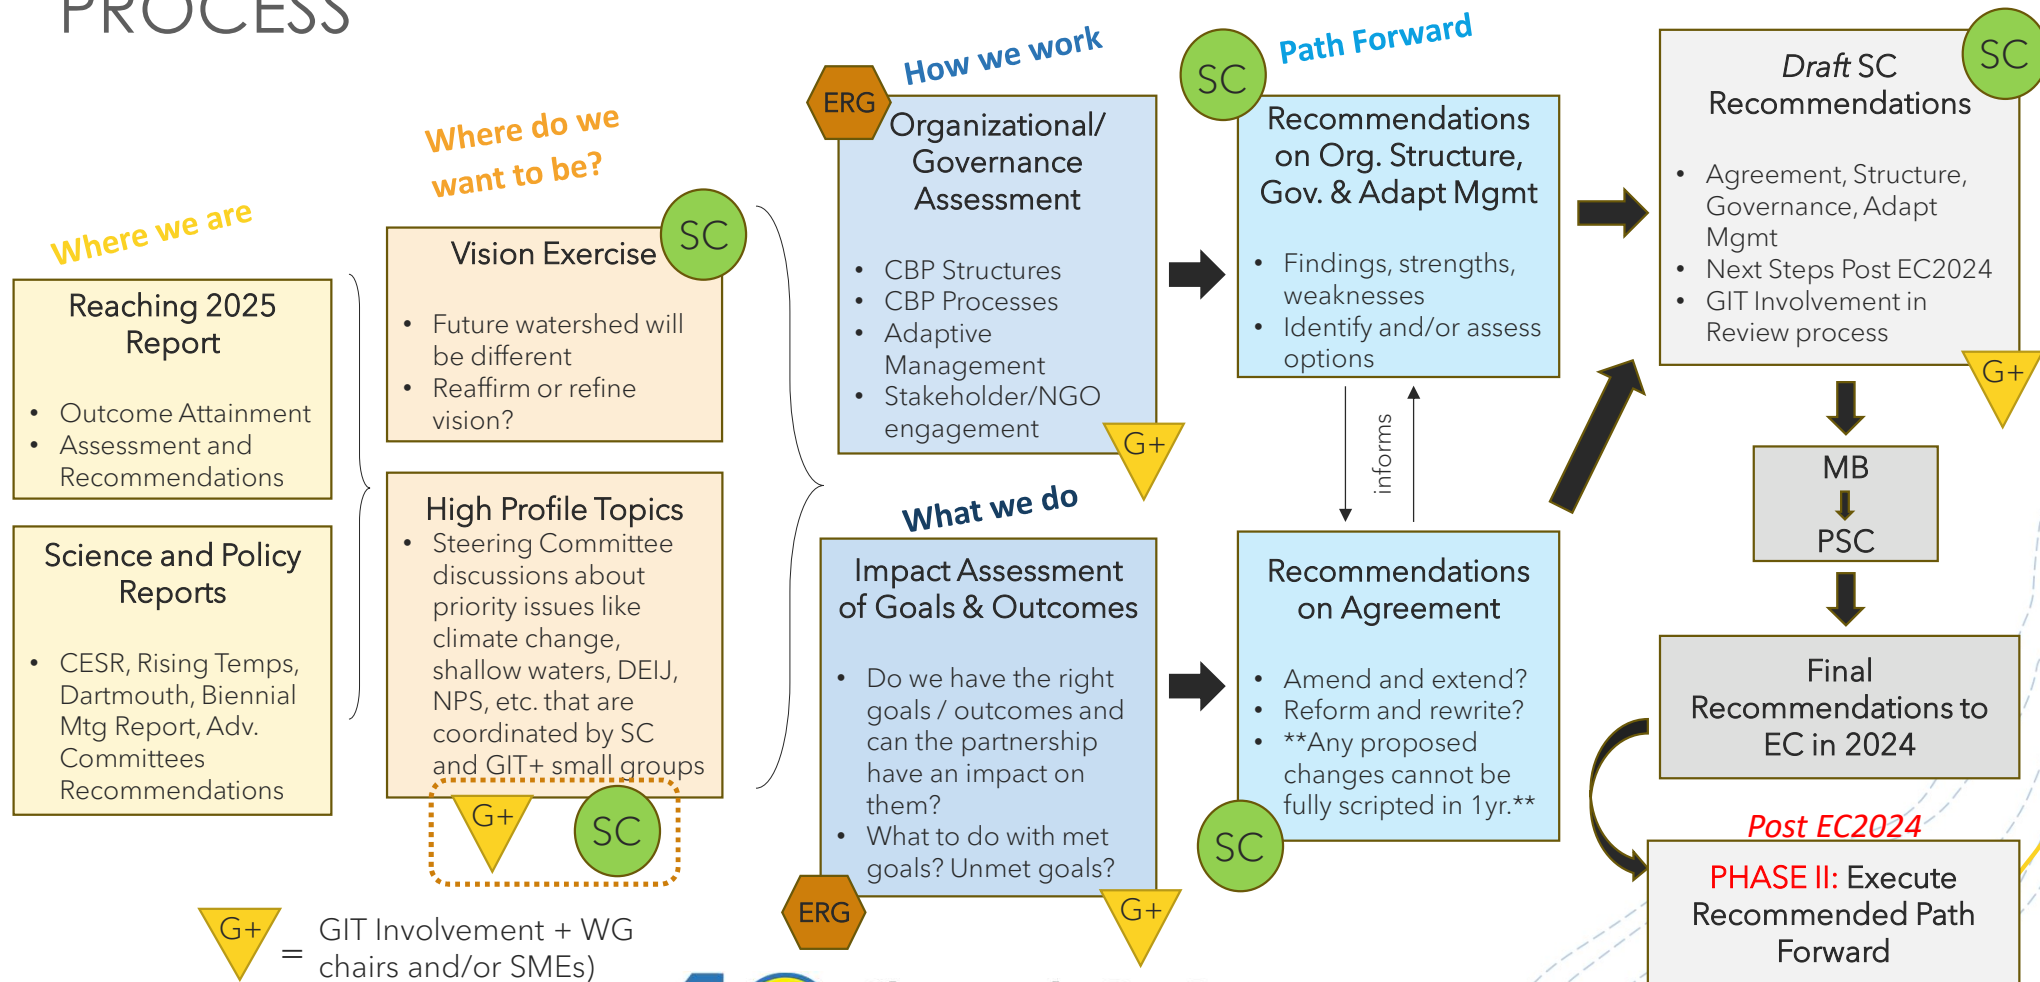 PROCESS
Where we are
Reaching 2025
Report
• Outcome Attainment
• Assessment and
Recommendations
Science and Policy
Reports
• CESR, Rising Temps,
Dartmouth, Biennial
Mtg Report, Adv.
Committees
Recommendations
Where do we
want to be?
SC
Vision Exercise
• Future watershed will
be different
• Reaffirm or refine
vision?
High Profile Topics
• Steering Committee
discussions about
priority issues like
climate change,
shallow waters, DEIJ,
NPS, etc. that are
coordinated by SC
and GIT+ small groups
G+
SC
How we work
ERG
Organizational/
Governance
Assessment
• CBP Structures
• CBP Processes
• Adaptive
Management
• Stakeholder/NGO
engagement
G+
What we do
Impact Assessment
of Goals & Outcomes
• Do we have the right
goals / outcomes and
can the partnership
have an impact on
them?
• What to do with met
goals? Unmet goals?
ERG
G+
Path Forward
SC
Recommendations
on Org. Structure,
Gov. & Adapt Mgmt
• Findings, strengths,
weaknesses
• Identify and/or assess
options
informs
Recommendations
on Agreement
• Amend and extend?
• Reform and rewrite?
• **Any proposed
changes cannot be
fully scripted in 1yr.**
SC
SC
Draft SC
Recommendations
• Agreement, Structure,
Governance, Adapt
Mgmt
• Next Steps Post EC2024
• GIT Involvement in
Review process
G+
MB
PSC
Final
Recommendations to
EC in 2024
Post EC2024
PHASE II: Execute
Recommended Path
Forward
G+
= GIT Involvement + WG
chairs and/or SMEs)